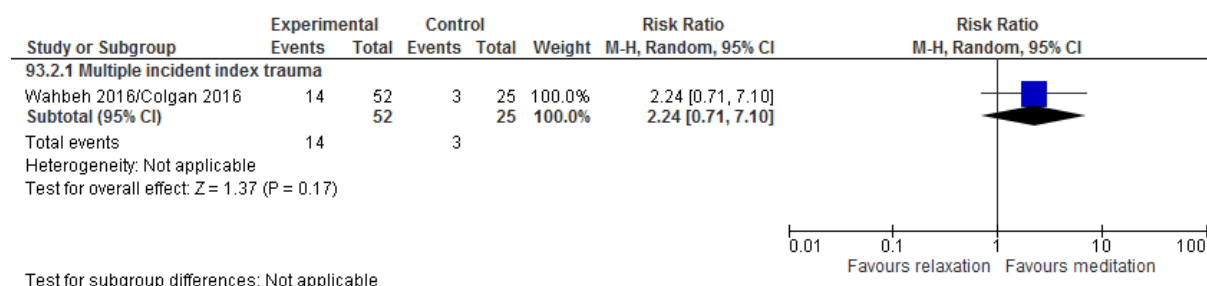 Experimental Control Risk Ratio Risk Ratio
Study or Subgroup Events Total Events Total Weight M-H, Random, 95% CI M-H, Random, 95% CI
93.2.1 Multiple incident index trauma
Wahbeh 2016/Colgan 2016 14 52 3 25 100.0% 2.24 [0.71, 7.10]
Subtotal (95% CI) 52 25 100.0% 2.24 [0.71, 7.10]
Total events 14 3
Heterogeneity: Not applicable
Test for overall effect: Z = 1.37 (P = 0.17)
0.01 0.1 1 10 100
Favours relaxation Favours meditation
Test for subgroup differences: Not applicable